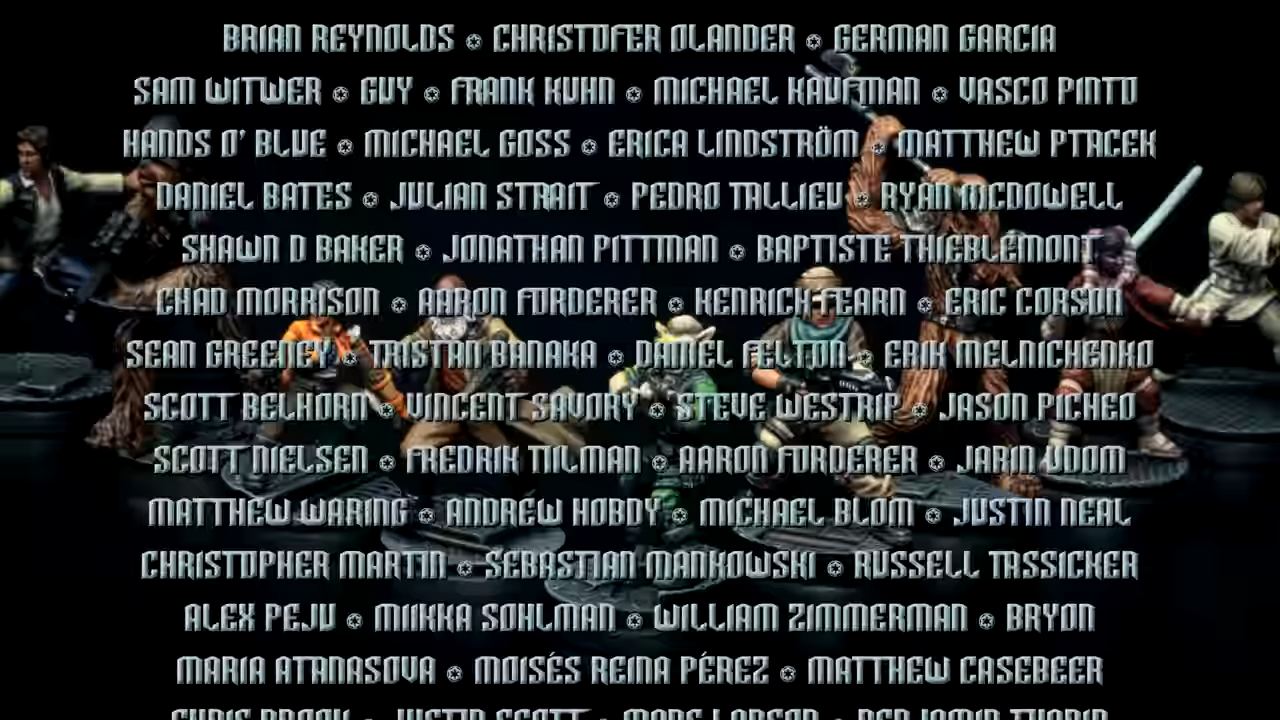 BRIAN REYNOLDS • CHRISTOFER OLANDER • GERMAN GARCIA
SAM WITWER • GUY • FRANK KUHN • MICHAEL KAUFMAN • VASCO PINTO
HANDS O' BLUE • MICHAEL GOSS • ERICA LINDSTRÖM • MATTHEW PTACEK
DANIEL BATES • JULIAN STRAIT • PEDRO TALLIEU • RYAN MCDOWELL
SHAWN D BAKER • JONATHAN PITTMAN • BAPTISTE THIEBLEMONT
CHAD MORRISON • AARON FORDERER • KENRICH FEARN • ERIC CORSON
SEAN GREENEY • TRISTAN BANAKA • DANIEL FELTON • ERIK MELNICHENKO
SCOTT BELHORN • VINCENT SAVORY • STEVE WESTRIP • JASON PICHEO
SCOTT NIELSEN • FREDRIK TIILMAN • AARON FORDERER • JARIN UDOM
MATTHEW WARING • ANDREW HOBDY • MICHAEL BLOM • JUSTIN NEAL
CHRISTOPHER MARTIN • SEBASTIAN MANKOWSKI • RUSSELL TASSICKER
ALEX PEJU • MIIKKA SOHLMAN • WILLIAM ZIMMERMAN • BRYON
MARIA ATANASOVA • MOISÉS REINA PÉREZ • MATTHEW CASEBEER
JUSTIN SCOTT